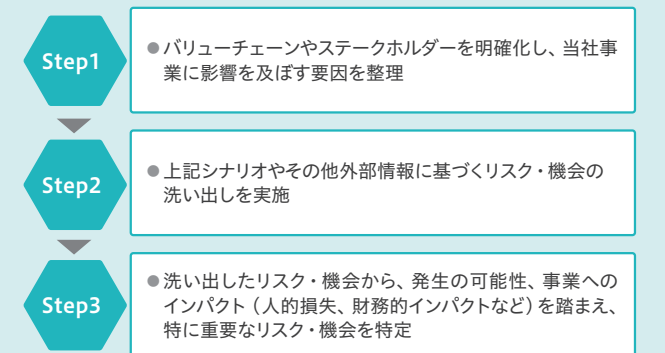 Step1
●バリューチェーンやステークホルダーを明確化し、当社事
業に影響を及ぼす要因を整理
Step2
●上記シナリオやその他外部情報に基づくリスク・機会の
洗い出しを実施
Step3
●洗い出したリスク・機会から、発生の可能性、事業への
インパクト（人的損失、財務的インパクトなど）を踏まえ、
特に重要なリスク・機会を特定